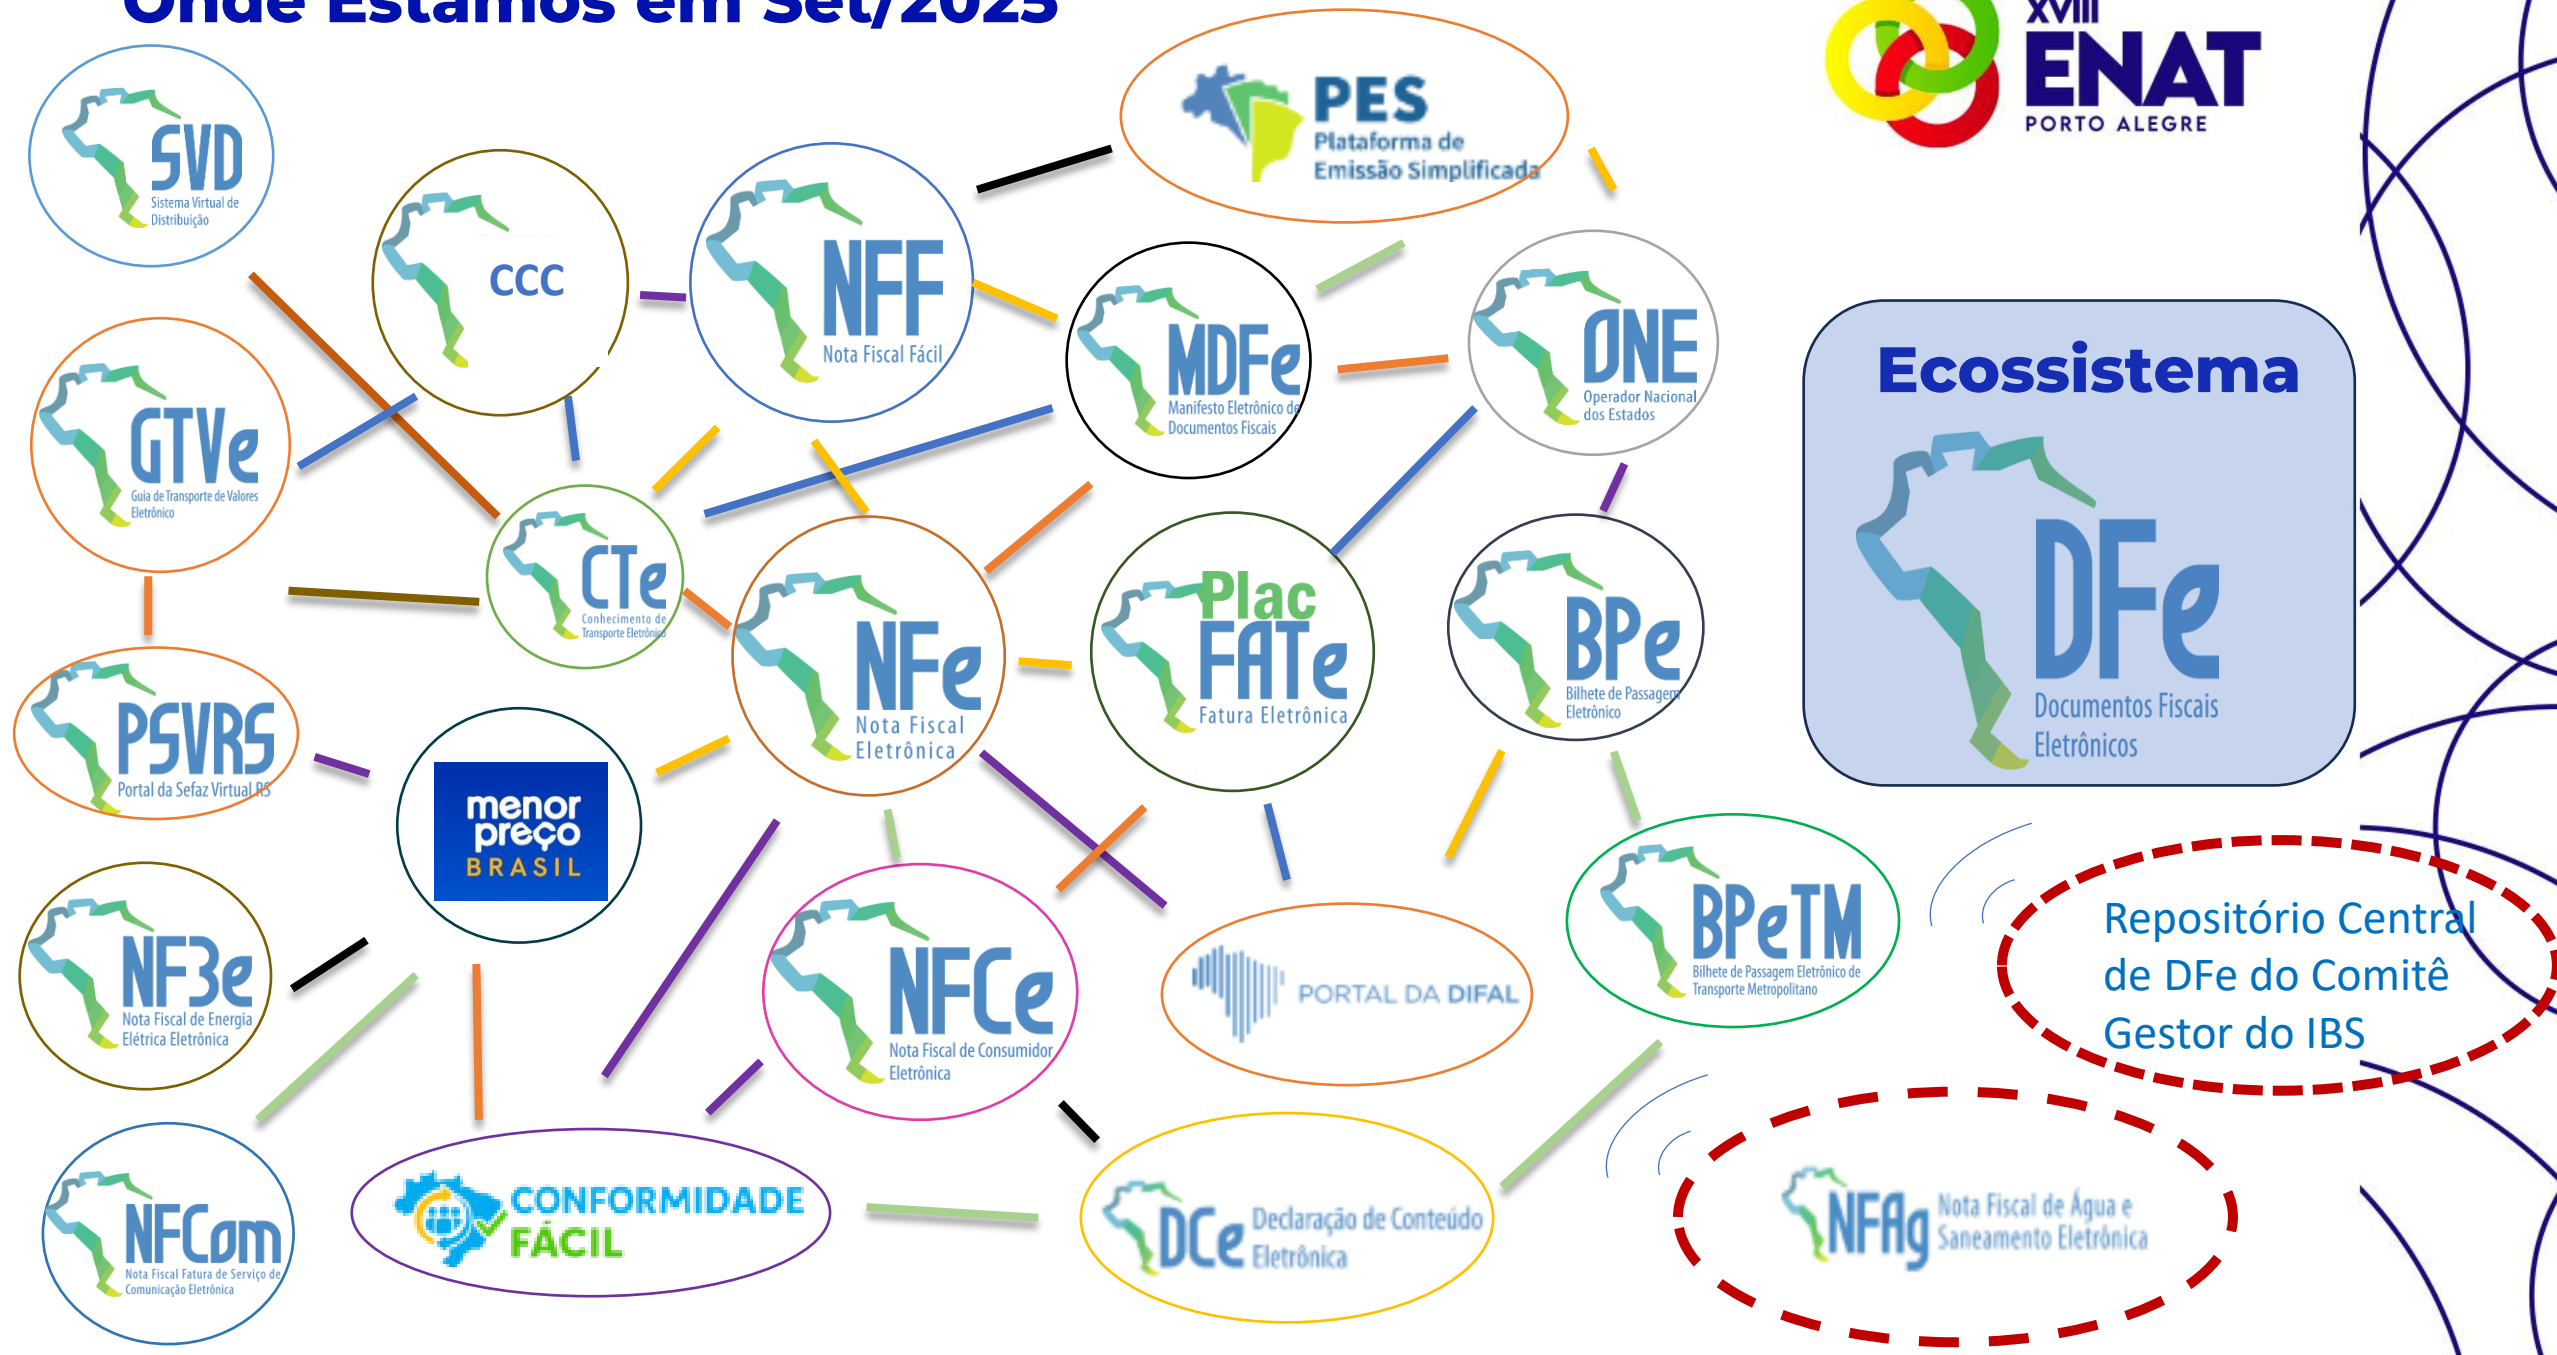 Onde Estamos em Set/2025
XVIII
ENAT
PORTO ALEGRE
SVD
Sistema Virtual de
Distribuição
CCC
NFF
Nota Fiscal Fácil
PES
Plataforma de
Emissão Simplificada
MDFe
Manifesto Eletrônico de
Documentos Fiscais
ONE
Operador Nacional
dos Estados
GTVe
Guia de Transporte de Valores
Eletrônico
CTe
Conhecimento de
Transporte Eletrônico
NFe
Nota Fiscal
Eletrônica
Plac
FATe
Fatura Eletrônica
BPe
Bilhete de Passagem
Eletrônico
Ecossistema
DFe
Documentos Fiscais
Eletrônicos
PSVRS
Portal da Sefaz Virtual RS
menor
preço
BRASIL
NF3e
Nota Fiscal de Energia
Elétrica Eletrônica
NFCe
Nota Fiscal de Consumidor
Eletrônica
PORTAL DA DIFAL
BPeTM
Bilhete de Passagem Eletrônico de
Transporte Metropolitano
Repositório Central
de DFe do Comitê
Gestor do IBS
NFCom
Nota Fiscal Fatura de Serviço de
Comunicação Eletrônica
CONFORMIDADE
FÁCIL
DCe
Declaração de Conteúdo
Eletrônica
NFAg
Nota Fiscal de Água e
Saneamento Eletrônica